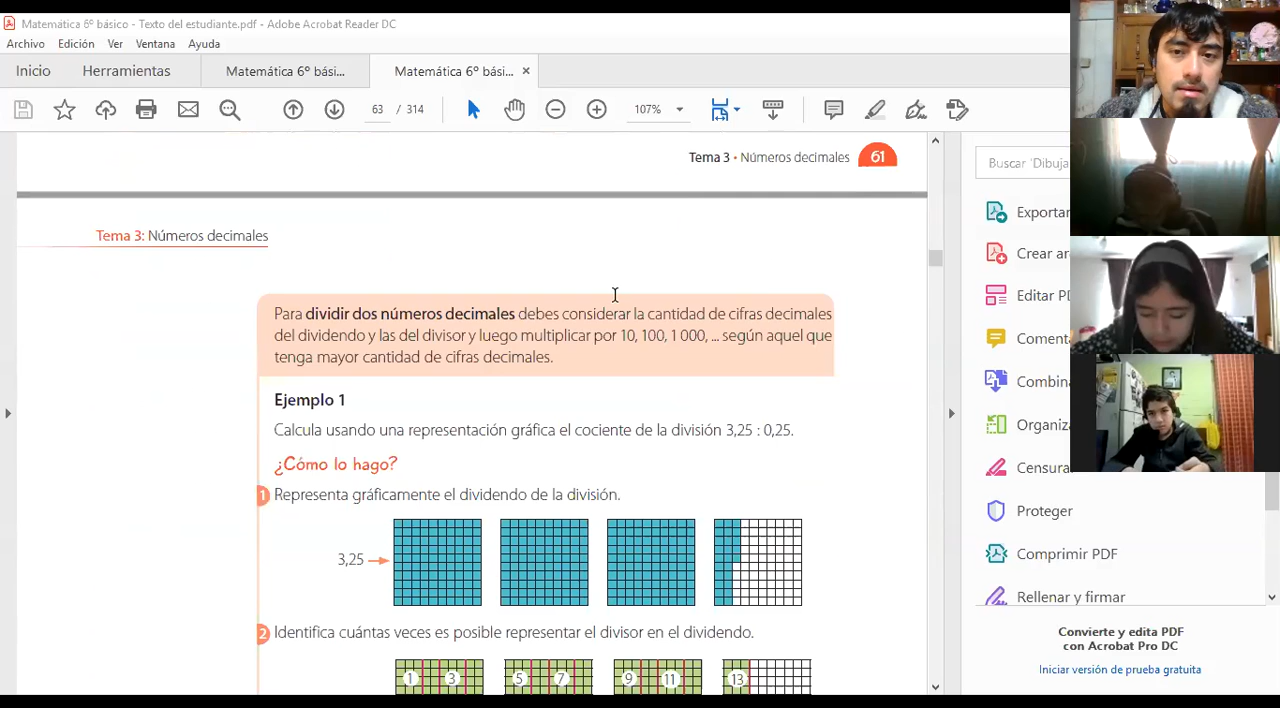 Matemática 6º básico - Texto del estudiante.pdf - Adobe Acrobat Reader DC
Archivo Edición Ver Ventana Ayuda
Inicio Herramientas Matemática 6º bási... Matemática 6º bási... ×
63 / 314 107%
Tema 3 • Números decimales 61
Buscar 'Dibuja
Tema 3: Números decimales
Exportar
Para dividir dos números decimales debes considerar la cantidad de cifras decimales
del dividendo y las del divisor y luego multiplicar por 10, 100, 1 000, ... según aquel que
tenga mayor cantidad de cifras decimales.
Crear ar
Editar PD
Comenta
Combina
Organiza
Censura
Proteger
Comprimir PDF
Rellenar y firmar
Convierte y edita PDF
con Acrobat Pro DC
Iniciar versión de prueba gratuita
Ejemplo 1
Calcula usando una representación gráfica el cociente de la división 3,25 : 0,25.
¿Cómo lo hago?
1 Representa gráficamente el dividendo de la división.
3,25
2 Identifica cuántas veces es posible representar el divisor en el dividendo.
1 3 5 7 9 11 13